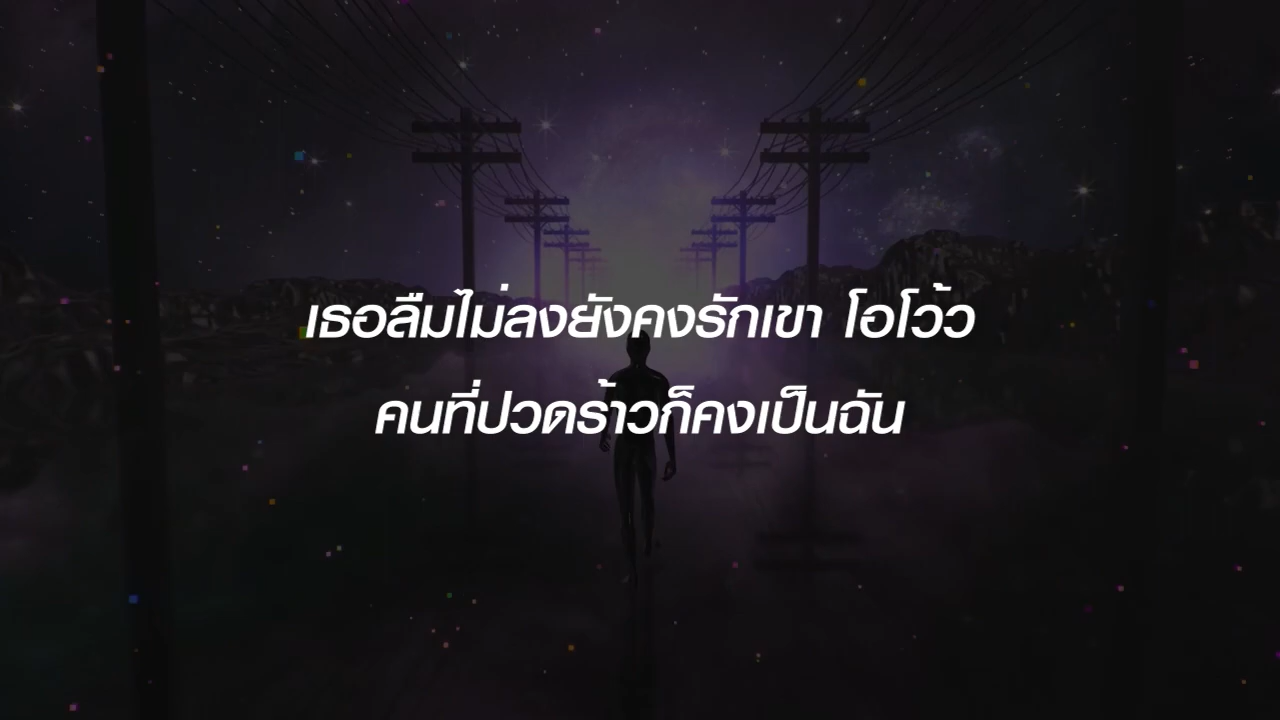 เธอลืมไม่ลงยังคงรักเขา โอโว้ว
คนที่ปวดร้าวก็คงเป็นฉัน